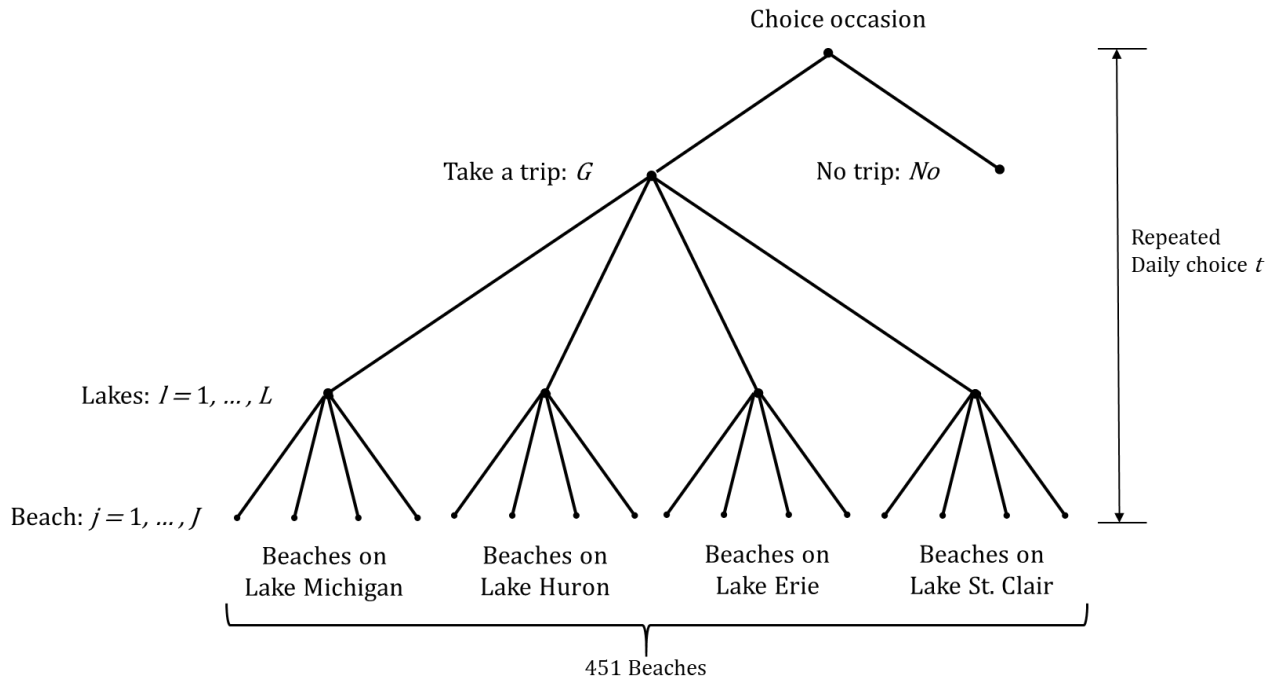 Choice occasion
Take a trip: G
No trip: No
Repeated
Daily choice t
Lakes: l = 1, ... , L
Beach: j = 1, ... , J
Beaches on
Lake Michigan
Beaches on
Lake Huron
Beaches on
Lake Erie
Beaches on
Lake St. Clair
451 Beaches